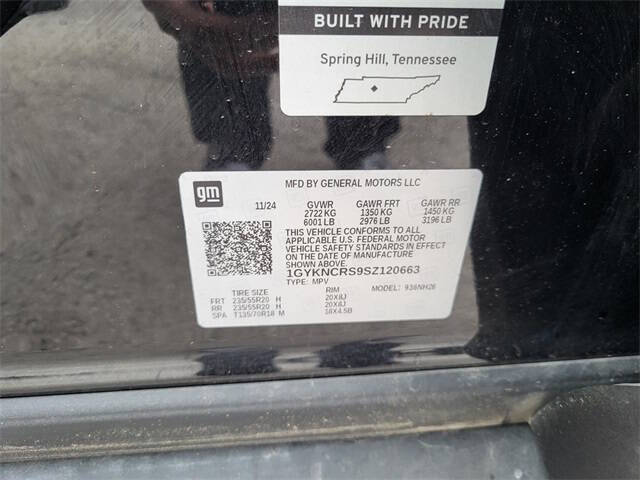 BUILT WITH PRIDE
Spring Hill, Tennessee
gm
MFD BY GENERAL MOTORS LLC
11/24 GVWR GAWR FRT GAWR RR
2722 KG 1350 KG 1450 KG
6001 LB 2976 LB 3196 LB
THIS VEHICLE CONFORMS TO ALL
APPLICABLE U.S. FEDERAL MOTOR
VEHICLE SAFETY STANDARDS IN EFFECT
ON THE DATE OF MANUFACTURE
SHOWN ABOVE.
1GYKNCRS9SZ120663
TYPE: MPV MODEL: 936NH26
TIRE SIZE RIM
FRT 235/55R20 H 20X8J
RR 235/55R20 H 20X8J
SPA T135/70R18 M 18X4.5B